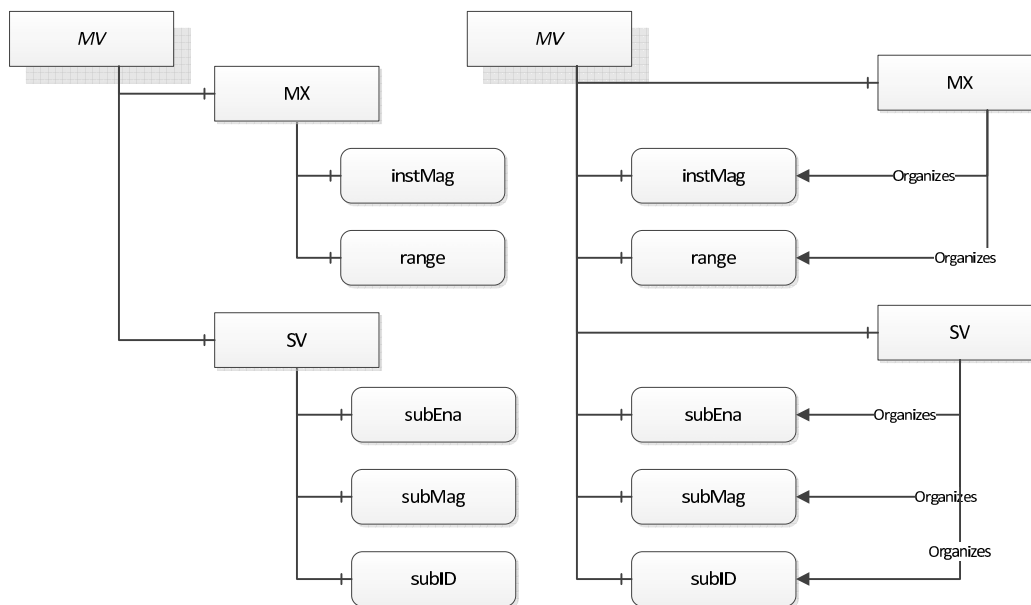 MV
MX
instMag
range
SV
subEna
subMag
subID
MV
MX
instMag
Organizes
range
Organizes
SV
subEna
Organizes
subMag
Organizes
Organizes
subID